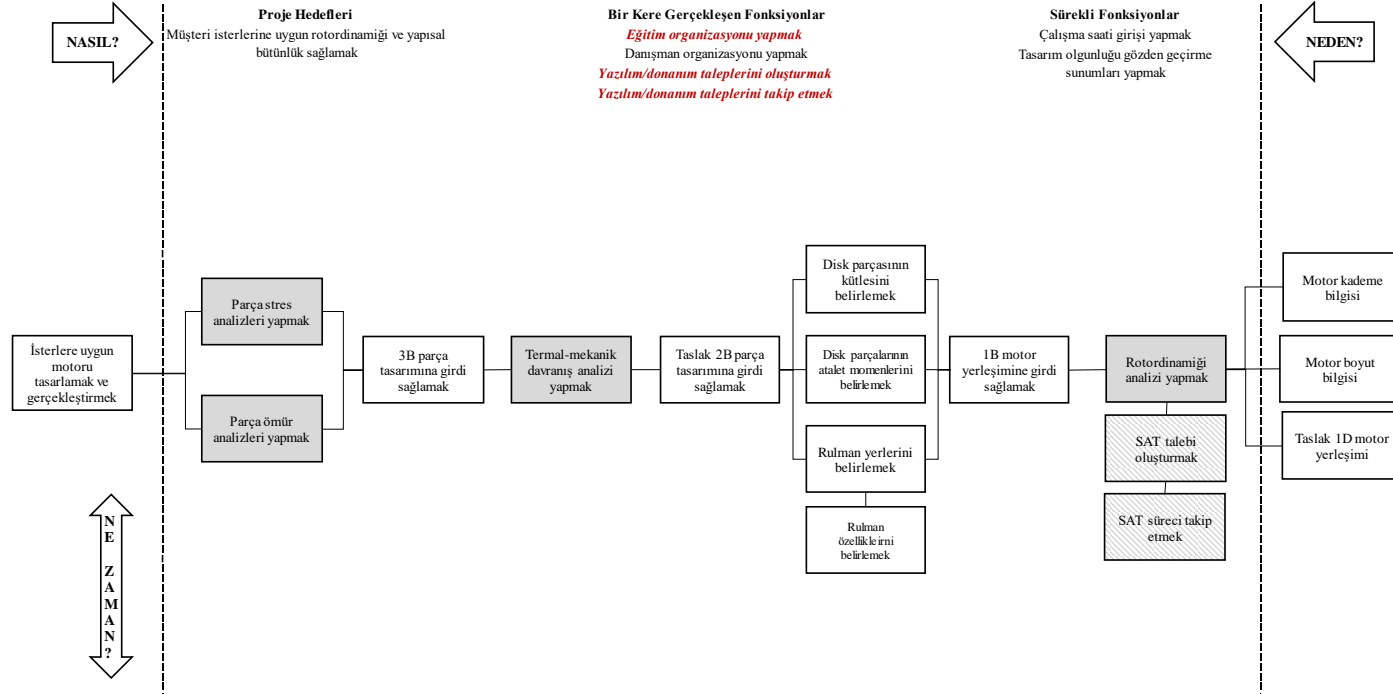 NASIL?
Proje Hedefleri
Müşteri isterlerine uygun rotordinamiği ve yapısal
bütünlük sağlamak
Bir Kere Gerçekleşen Fonksiyonlar
Eğitim organizasyonu yapmak
Danışman organizasyonu yapmak
Yazılım/donanım taleplerini oluşturmak
Yazılım/donanım taleplerini takip etmek
Sürekli Fonksiyonlar
Çalışma saati girişi yapmak
Tasarım olgunluğu gözden geçirme
sunumları yapmak
NEDEN?
İsterlere uygun
motoru
tasarlamak ve
gerçekleştirmek
Parça stres
analizleri yapmak
Parça ömür
analizleri yapmak
3B parça
tasarımına girdi
sağlamak
Termal-mekanik
davranış analizi
yapmak
Taslak 2B parça
tasarımına girdi
sağlamak
Disk parçasının
kütlesini
belirlemek
Disk parçalarının
atalet momenlerini
belirlemek
Rulman yerlerini
belirlemek
Rulman
özellikleirni
belirlemek
1B motor
yerleşimine girdi
sağlamak
Rotordinamiği
analizi yapmak
SAT talebi
oluşturmak
SAT süreci takip
etmek
Motor kademe
bilgisi
Motor boyut
bilgisi
Taslak 1D motor
yerleşimi
NE ZAMAN?